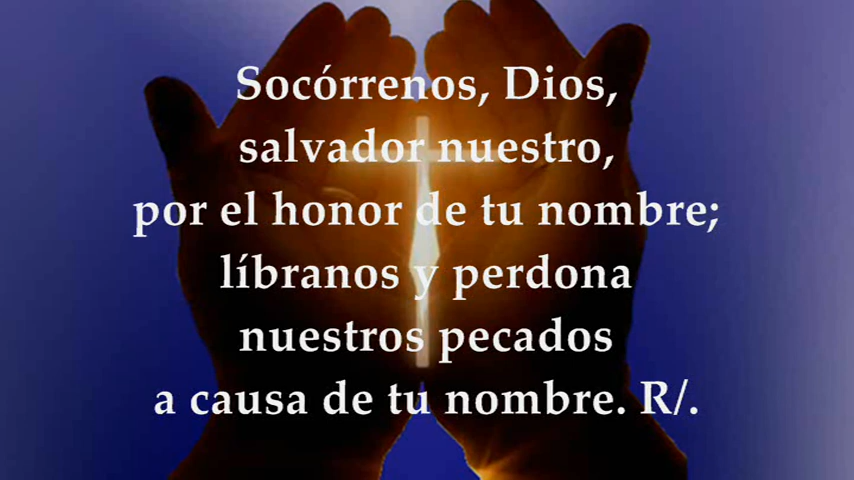 Socórrenos, Dios,
salvador nuestro,
por el honor de tu nombre;
líbranos y perdona
nuestros pecados
a causa de tu nombre. R/.